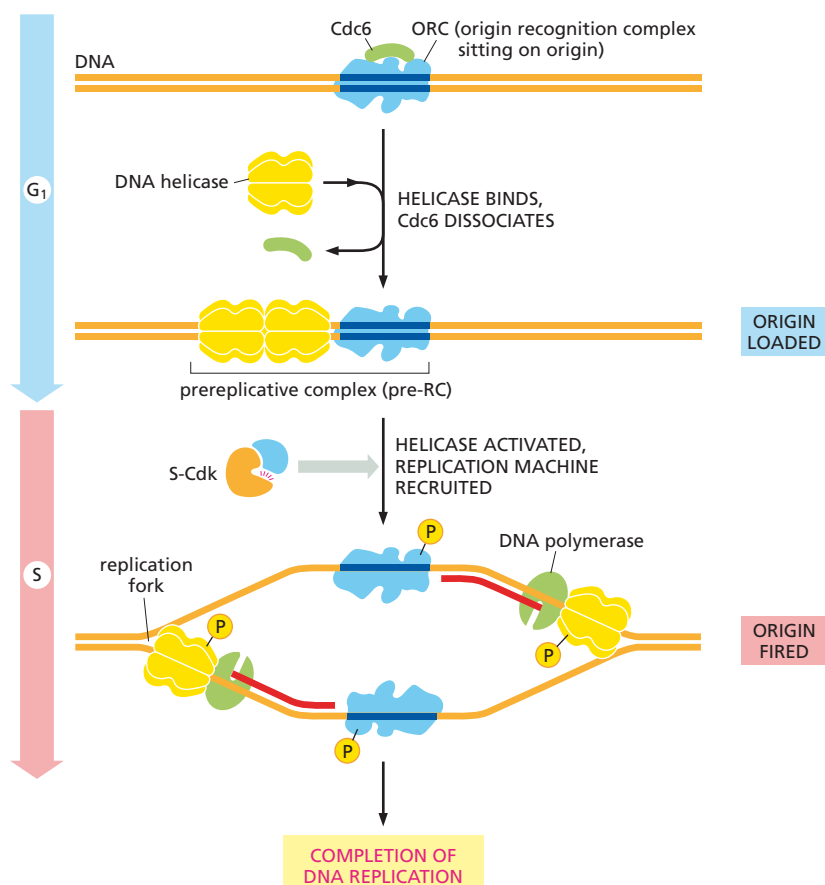 Cdc6
ORC (origin recognition complex
sitting on origin)
DNA
G₁
DNA helicase
HELICASE BINDS,
Cdc6 DISSOCIATES
ORIGIN
LOADED
prereplicative complex (pre-RC)
S-Cdk
HELICASE ACTIVATED,
REPLICATION MACHINE
RECRUITED
S
P
DNA polymerase
replication
fork
P
P
ORIGIN
FIRED
P
COMPLETION OF
DNA REPLICATION